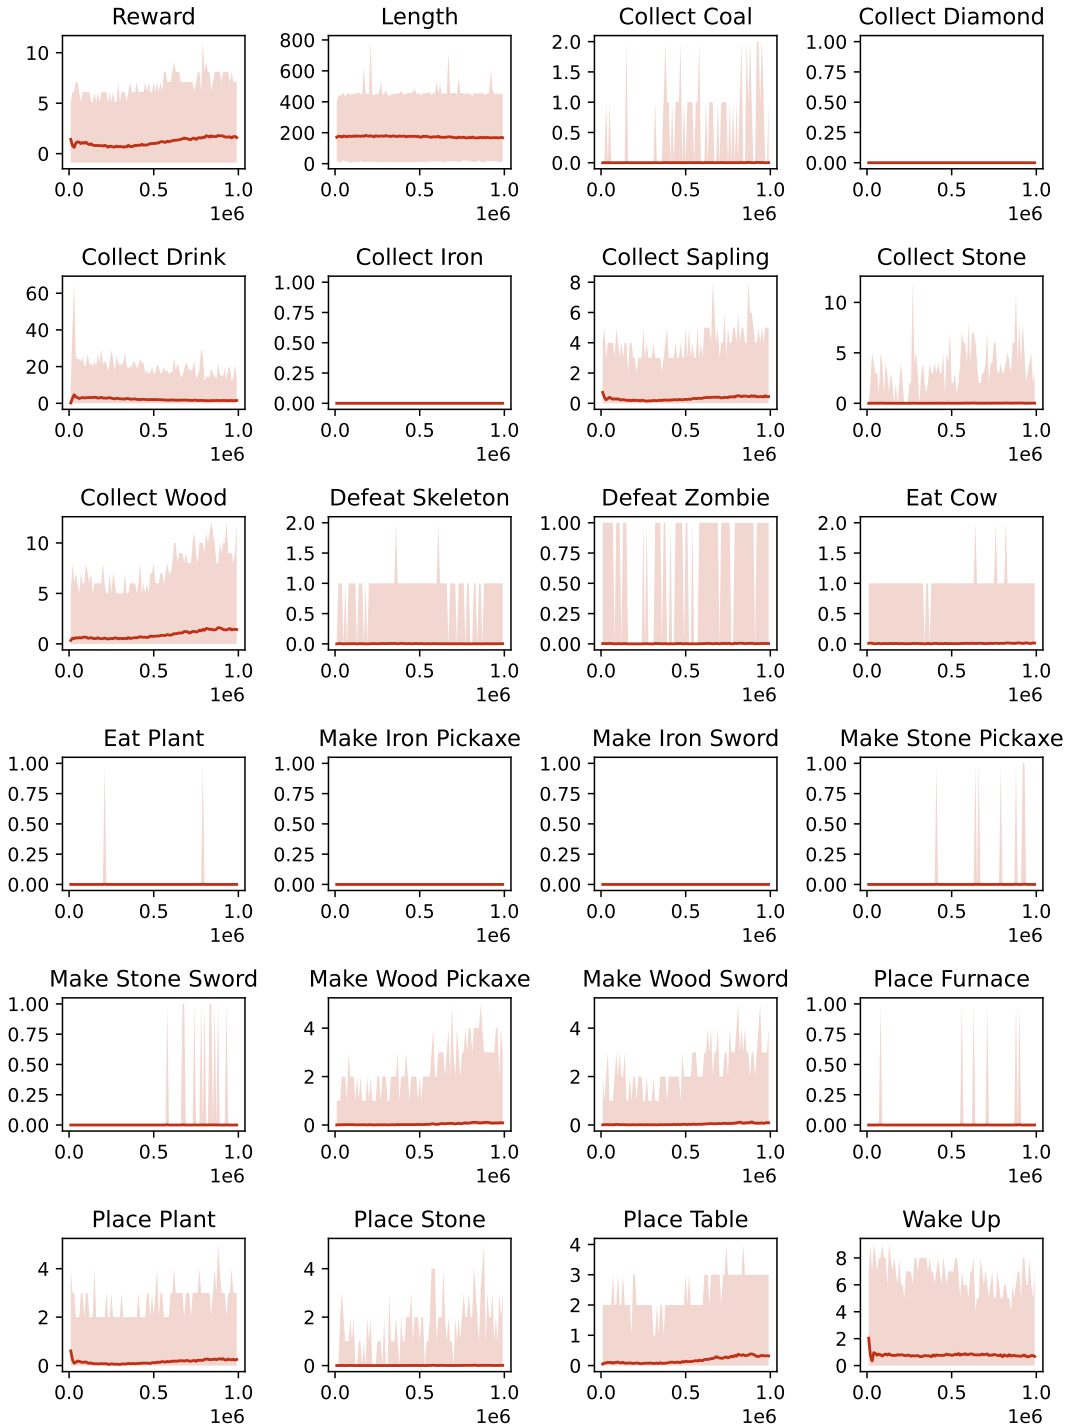 Reward Length Collect Coal Collect Diamond
10
5
0
0.0 0.5 1.0
1e6
800
600
400
200
0
0.0 0.5 1.0
1e6
2.0
1.5
1.0
0.5
0.0
0.0 0.5 1.0
1e6
1.00
0.75
0.50
0.25
0.00
0.0 0.5 1.0
1e6
Collect Drink Collect Iron Collect Sapling Collect Stone
60
40
20
0
0.0 0.5 1.0
1e6
1.00
0.75
0.50
0.25
0.00
0.0 0.5 1.0
1e6
8
6
4
2
0
0.0 0.5 1.0
1e6
10
5
0
0.0 0.5 1.0
1e6
Collect Wood Defeat Skeleton Defeat Zombie Eat Cow
10
5
0
0.0 0.5 1.0
1e6
2.0
1.5
1.0
0.5
0.0
0.0 0.5 1.0
1e6
1.00
0.75
0.50
0.25
0.00
0.0 0.5 1.0
1e6
2.0
1.5
1.0
0.5
0.0
0.0 0.5 1.0
1e6
Eat Plant Make Iron Pickaxe Make Iron Sword Make Stone Pickaxe
1.00
0.75
0.50
0.25
0.00
0.0 0.5 1.0
1e6
1.00
0.75
0.50
0.25
0.00
0.0 0.5 1.0
1e6
1.00
0.75
0.50
0.25
0.00
0.0 0.5 1.0
1e6
1.00
0.75
0.50
0.25
0.00
0.0 0.5 1.0
1e6
Make Stone Sword Make Wood Pickaxe Make Wood Sword Place Furnace
1.00
0.75
0.50
0.25
0.00
0.0 0.5 1.0
1e6
4
2
0
0.0 0.5 1.0
1e6
4
2
0
0.0 0.5 1.0
1e6
1.00
0.75
0.50
0.25
0.00
0.0 0.5 1.0
1e6
Place Plant Place Stone Place Table Wake Up
4
2
0
0.0 0.5 1.0
1e6
4
2
0
0.0 0.5 1.0
1e6
4
3
2
1
0
0.0 0.5 1.0
1e6
8
6
4
2
0
0.0 0.5 1.0
1e6